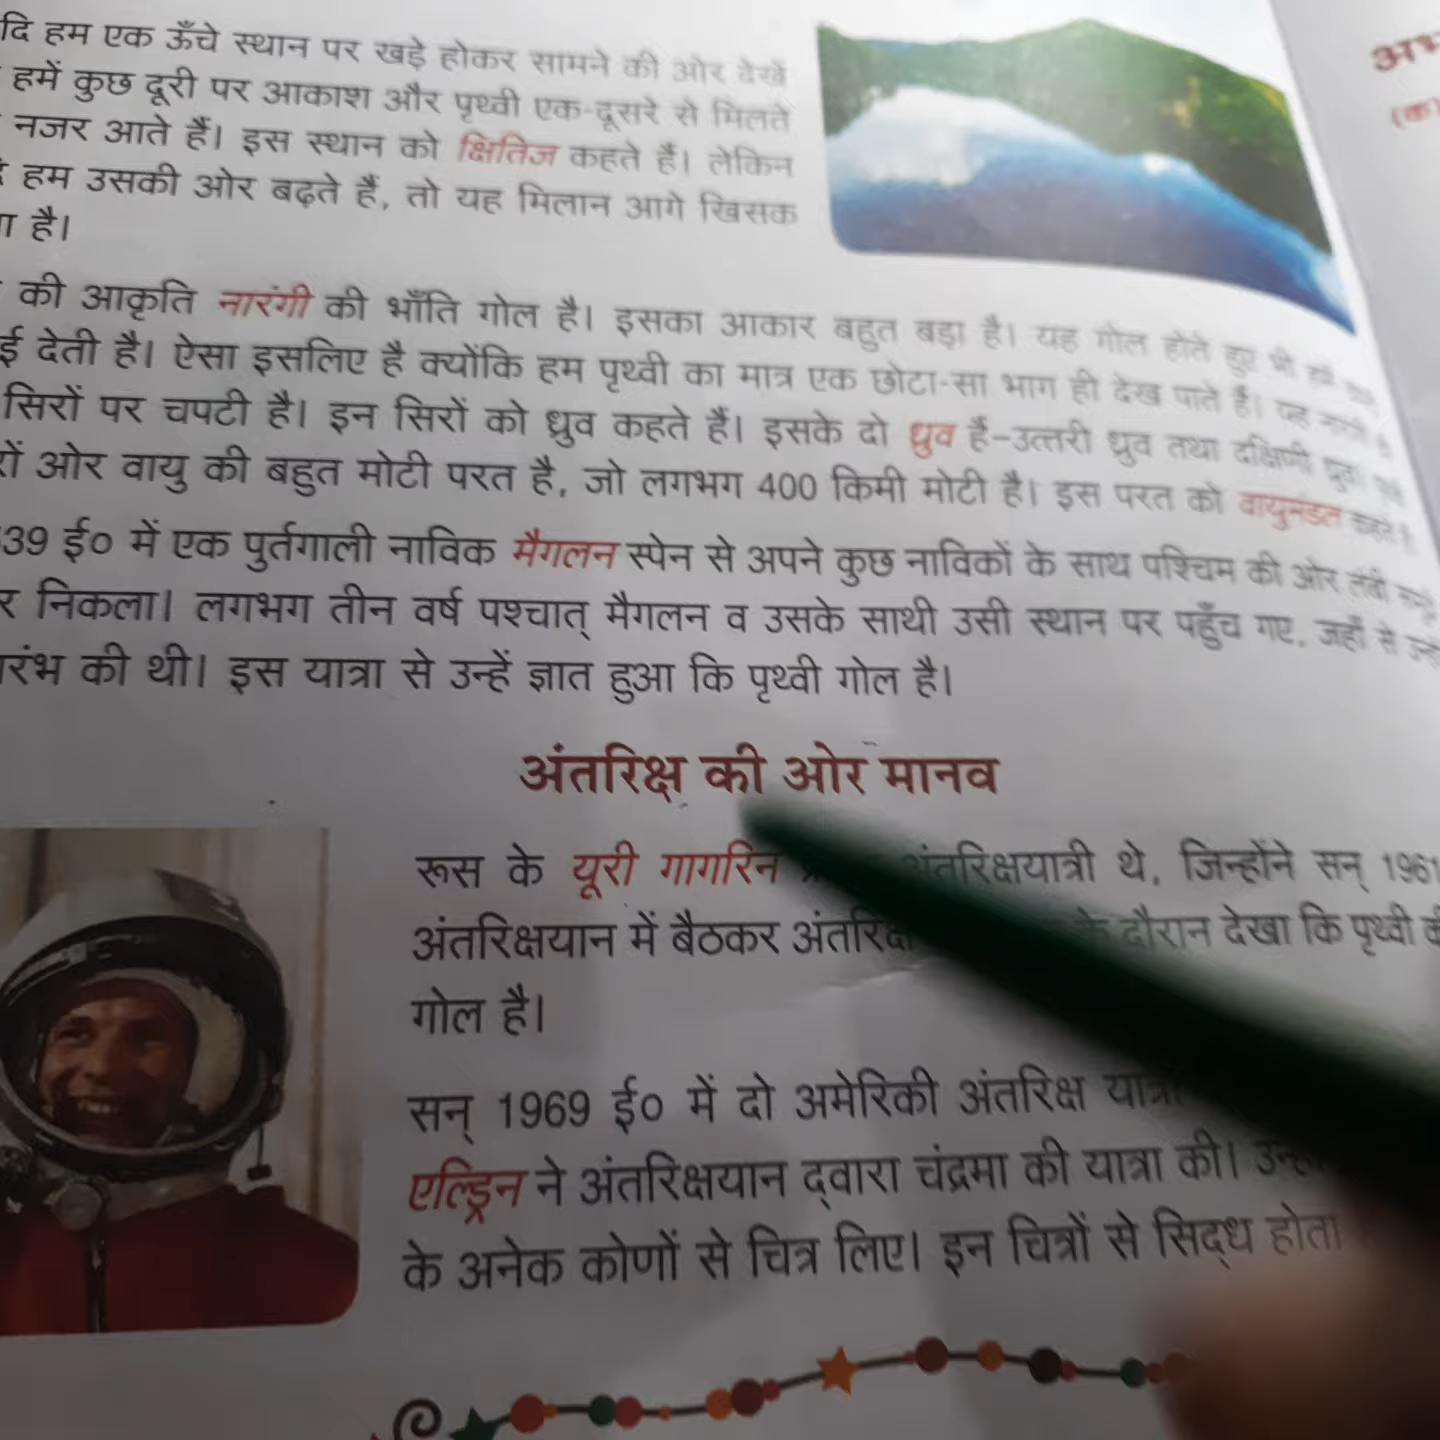 दि हम एक ऊँचे स्थान पर खड़े होकर सामने की ओर देखें
हमें कुछ दूरी पर आकाश और पृथ्वी एक-दूसरे से मिलते
नजर आते हैं। इस स्थान को क्षितिज कहते हैं। लेकिन
हम उसकी ओर बढ़ते हैं, तो यह मिलान आगे खिसक
ा है।
की आकृति नारंगी की भाँति गोल है। इसका आकार बहुत बड़ा है। यह गोल होते हुए भी हमें
ई देती है। ऐसा इसलिए है क्योंकि हम पृथ्वी का मात्र एक छोटा-सा भाग ही देख पाते हैं। यह
सिरों पर चपटी है। इन सिरों को ध्रुव कहते हैं। इसके दो ध्रुव हैं-उत्तरी ध्रुव तथा दक्षिणी ध्रुव।
रों ओर वायु की बहुत मोटी परत है, जो लगभग 400 किमी मोटी है। इस परत को वायुमंडल कहते है
39 ई० में एक पुर्तगाली नाविक मैगलन स्पेन से अपने कुछ नाविकों के साथ पश्चिम की ओर लंबी
र निकला। लगभग तीन वर्ष पश्चात् मैगलन व उसके साथी उसी स्थान पर पहुँच गए, जहाँ से
रंभ की थी। इस यात्रा से उन्हें ज्ञात हुआ कि पृथ्वी गोल है।
अंतरिक्ष की ओर मानव
रूस के यूरी गागरिन अंतरिक्षयात्री थे, जिन्होंने सन् 1961
अंतरिक्षयान में बैठकर अंतरिक्ष के दौरान देखा कि पृथ्वी
गोल है।
सन् 1969 ई० में दो अमेरिकी अंतरिक्ष
एल्ड्रिन ने अंतरिक्षयान द्वारा चंद्रमा की यात्रा की।
के अनेक कोणों से चित्र लिए। इन चित्रों से सिद्ध होता
(क)